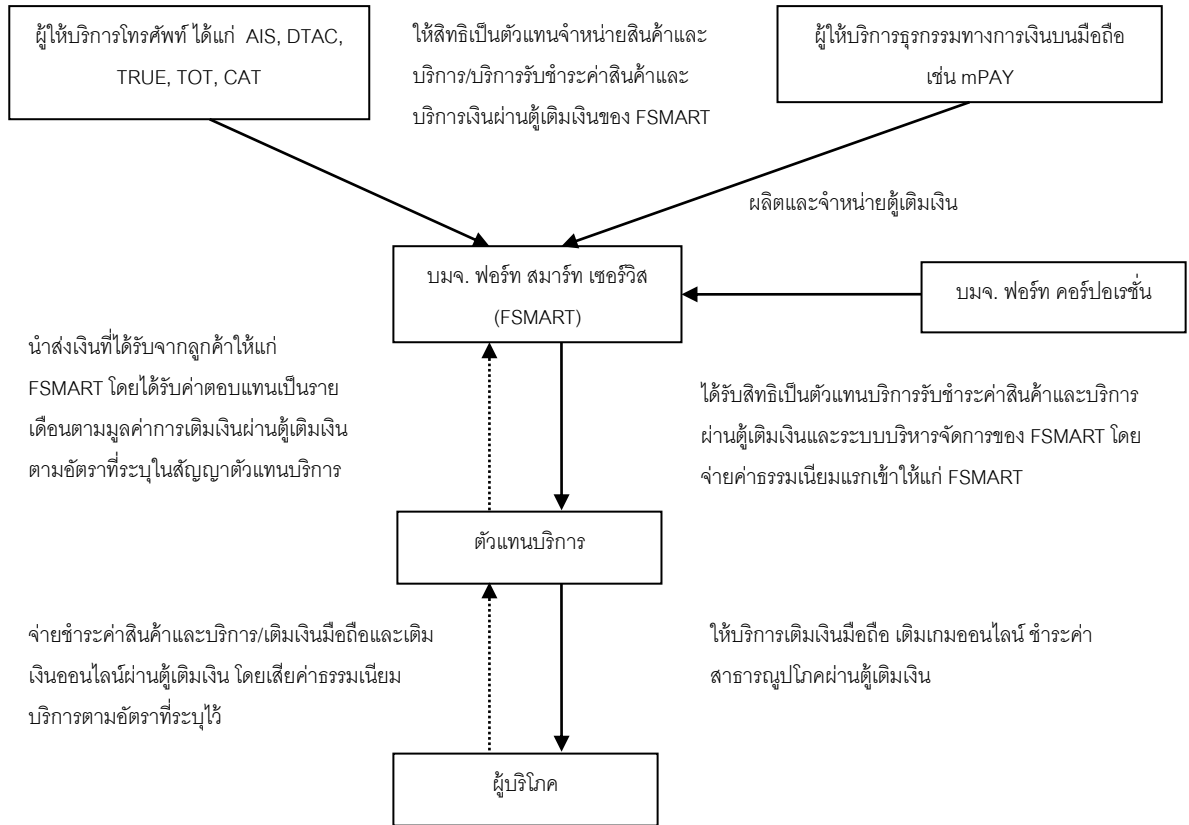 ผู้ให้บริการโทรศัพท์ ได้แก่ AIS, DTAC,
TRUE, TOT, CAT
ให้สิทธิเป็นตัวแทนจำหน่ายสินค้าและ
บริการ/บริการรับชำระค่าสินค้าและ
บริการเงินผ่านตู้เติมเงินของ FSMART
ผู้ให้บริการธุรกรรมทางการเงินบนมือถือ
เช่น mPAY
ผลิตและจำหน่ายตู้เติมเงิน
บมจ. ฟอร์ท สมาร์ท เซอร์วิส
(FSMART)
บมจ. ฟอร์ท คอร์ปอเรชั่น
นำส่งเงินที่ได้รับจากลูกค้าให้แก่
FSMART โดยได้รับค่าตอบแทนเป็นราย
เดือนตามมูลค่าการเติมเงินผ่านตู้เติมเงิน
ตามอัตราที่ระบุในสัญญาตัวแทนบริการ
ได้รับสิทธิเป็นตัวแทนบริการรับชำระค่าสินค้าและบริการ
ผ่านตู้เติมเงินและระบบบริหารจัดการของ FSMART โดย
จ่ายค่าธรรมเนียมแรกเข้าให้แก่ FSMART
ตัวแทนบริการ
จ่ายชำระค่าสินค้าและบริการ/เติมเงินมือถือและเติม
เงินออนไลน์ผ่านตู้เติมเงิน โดยเสียค่าธรรมเนียม
บริการตามอัตราที่ระบุไว้
ให้บริการเติมเงินมือถือ เติมเกมออนไลน์ ชำระค่า
สาธารณูปโภคผ่านตู้เติมเงิน
ผู้บริโภค